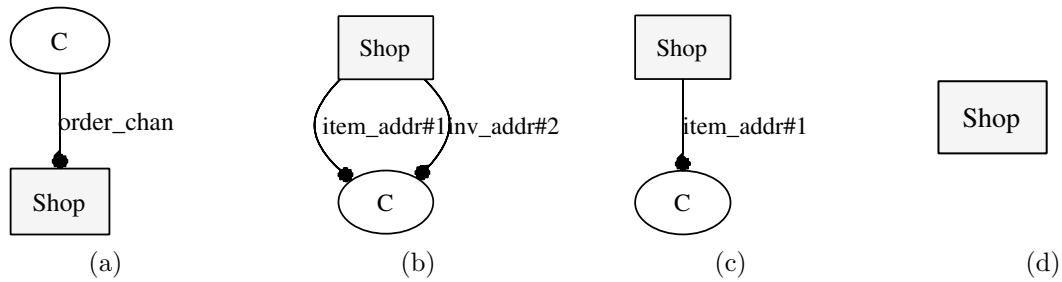 C
order_chan
Shop
(a)
Shop
item_addr#1
inv_addr#2
C
(b)
Shop
item_addr#1
C
(c)
Shop
(d)